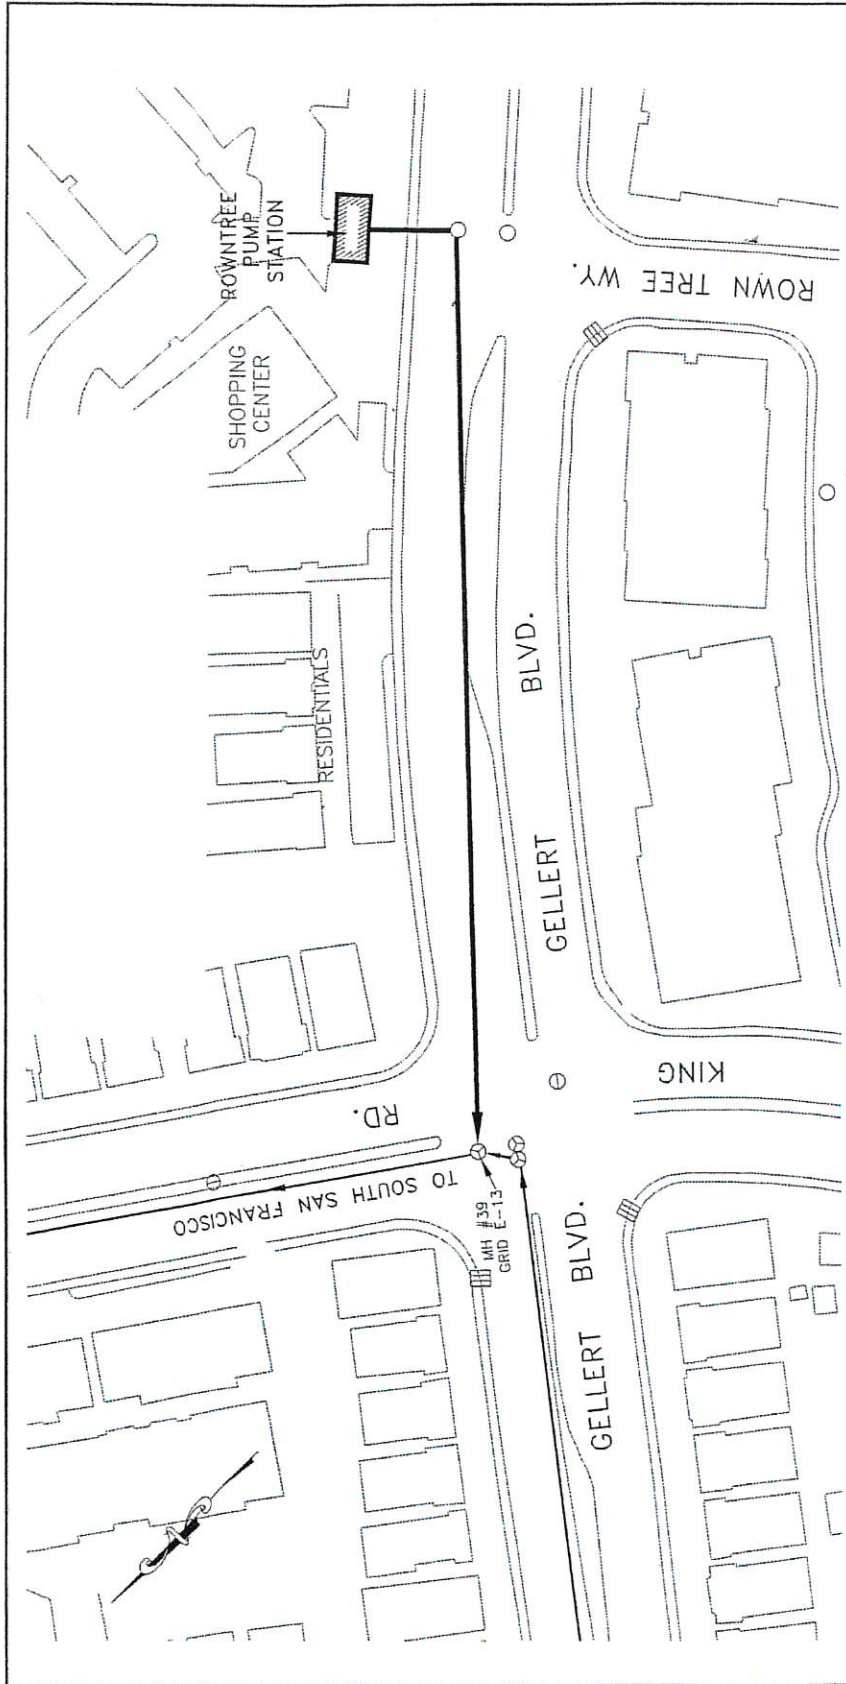 ROWNTREE
PUMP
STATION
SHOPPING
CENTER
RESIDENTIALS
ROWN TREE WY.
GELLERT BLVD.
KING
RD.
TO SOUTH SAN FRANCISCO
MH #39
GRID E-13
GELLERT BLVD.